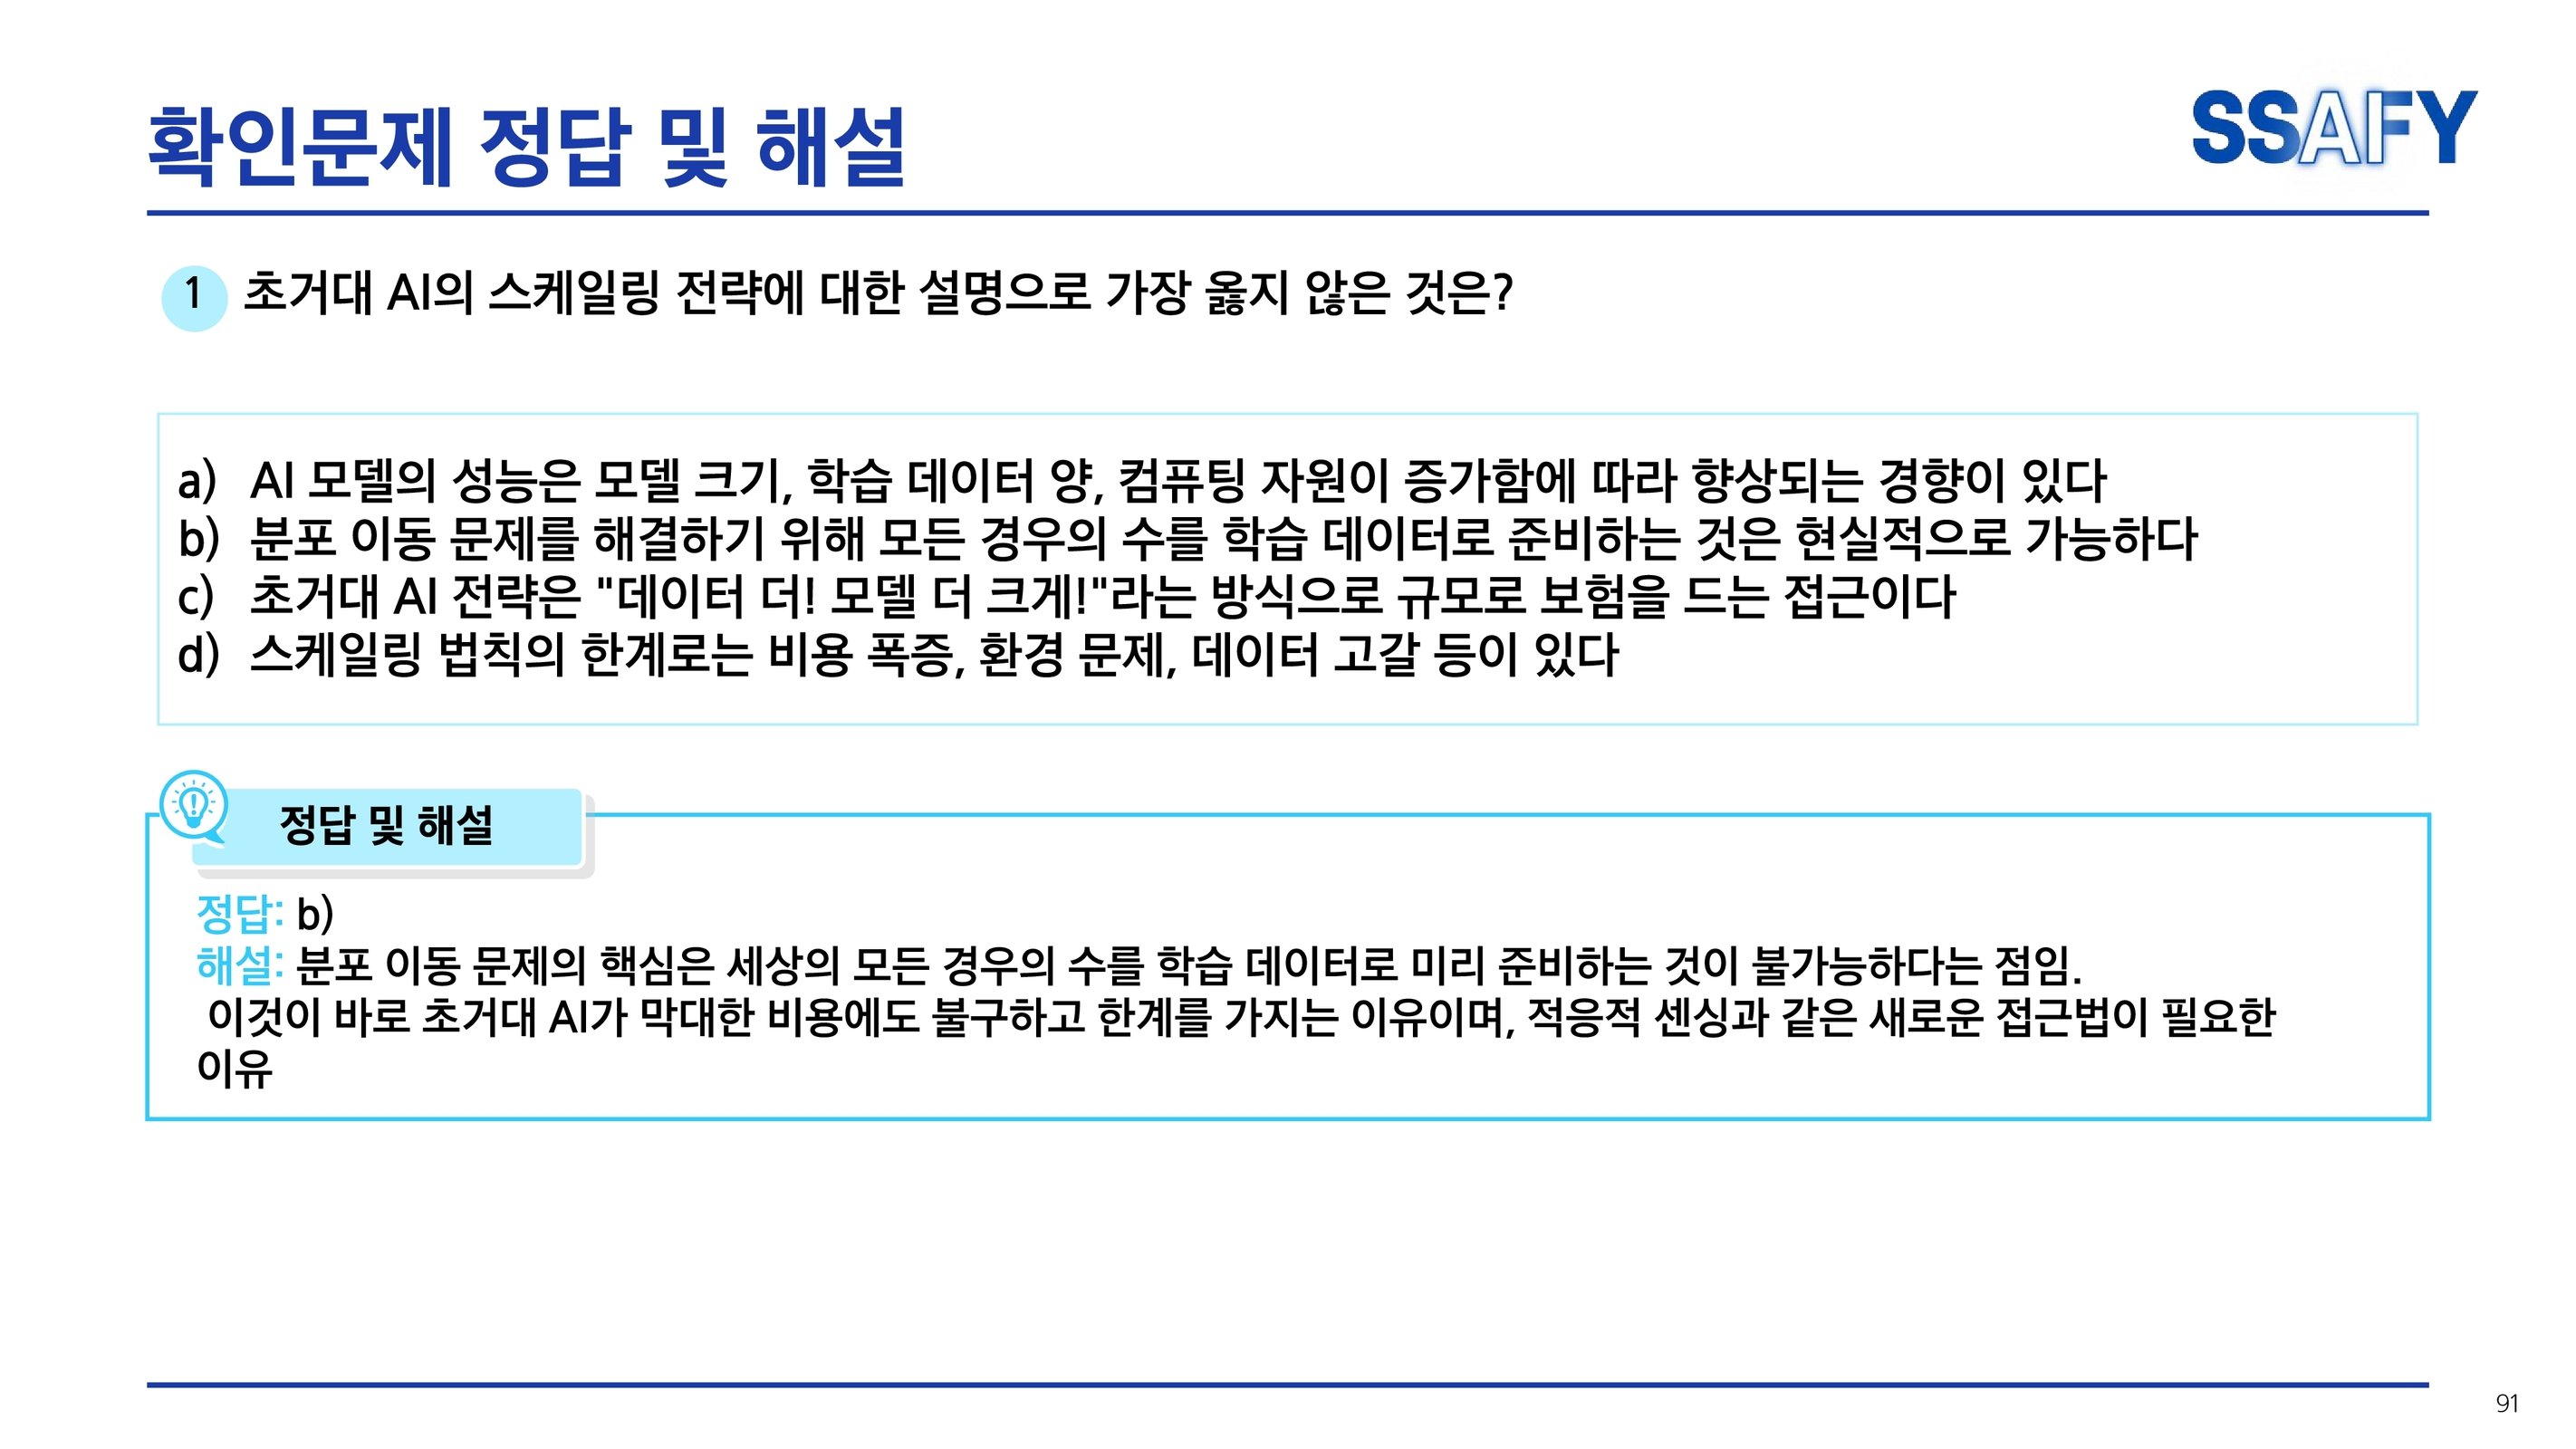 확인문제 정답 및 해설
SSAFY
1 초거대 AI의 스케일링 전략에 대한 설명으로 가장 옳지 않은 것은?
a) AI 모델의 성능은 모델 크기, 학습 데이터 양, 컴퓨팅 자원이 증가함에 따라 향상되는 경향이 있다
b) 분포 이동 문제를 해결하기 위해 모든 경우의 수를 학습 데이터로 준비하는 것은 현실적으로 가능하다
c) 초거대 AI 전략은 "데이터 더! 모델 더 크게!"라는 방식으로 규모로 보험을 드는 접근이다
d) 스케일링 법칙의 한계로는 비용 폭증, 환경 문제, 데이터 고갈 등이 있다
정답 및 해설
정답: b)
해설: 분포 이동 문제의 핵심은 세상의 모든 경우의 수를 학습 데이터로 미리 준비하는 것이 불가능하다는 점임.
이것이 바로 초거대 AI가 막대한 비용에도 불구하고 한계를 가지는 이유이며, 적응적 센싱과 같은 새로운 접근법이 필요한
이유
91